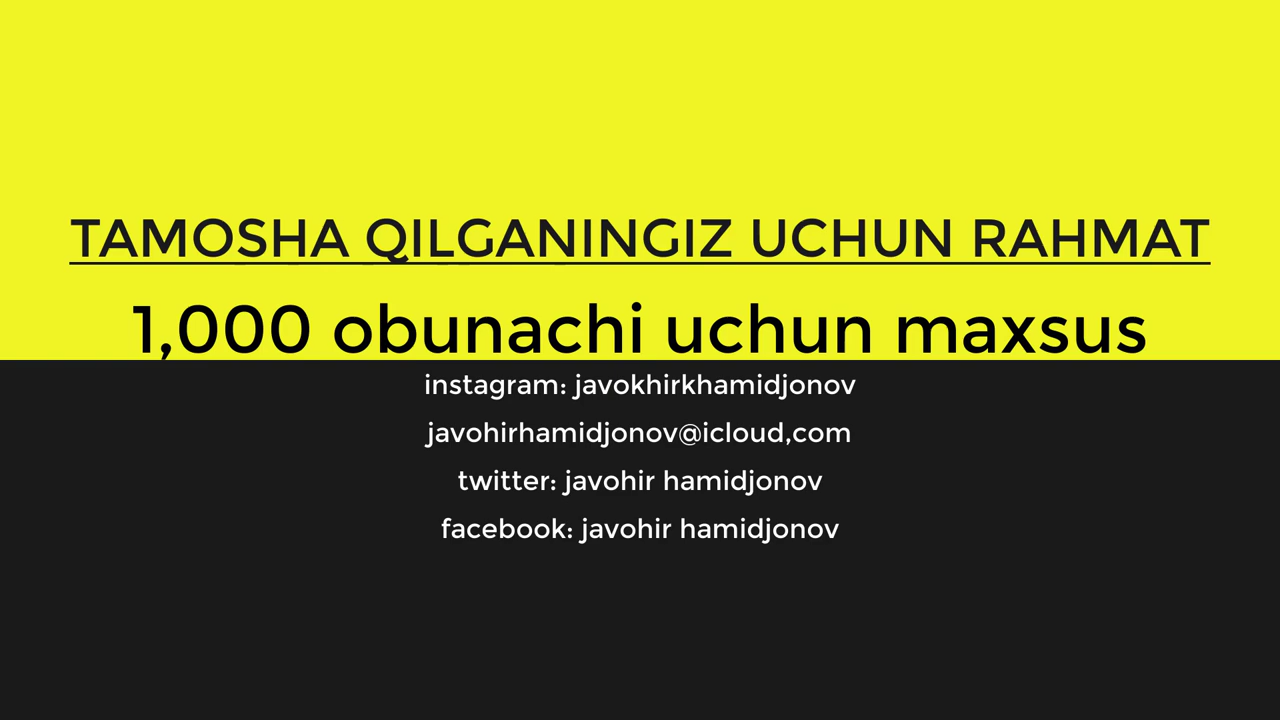 TAMOSHA QILGANINGIZ UCHUN RAHMAT
1,000 obunachi uchun maxsus
instagram: javokhirkhamidjonov
javohirhamidjonov@icloud,com
twitter: javohir hamidjonov
facebook: javohir hamidjonov